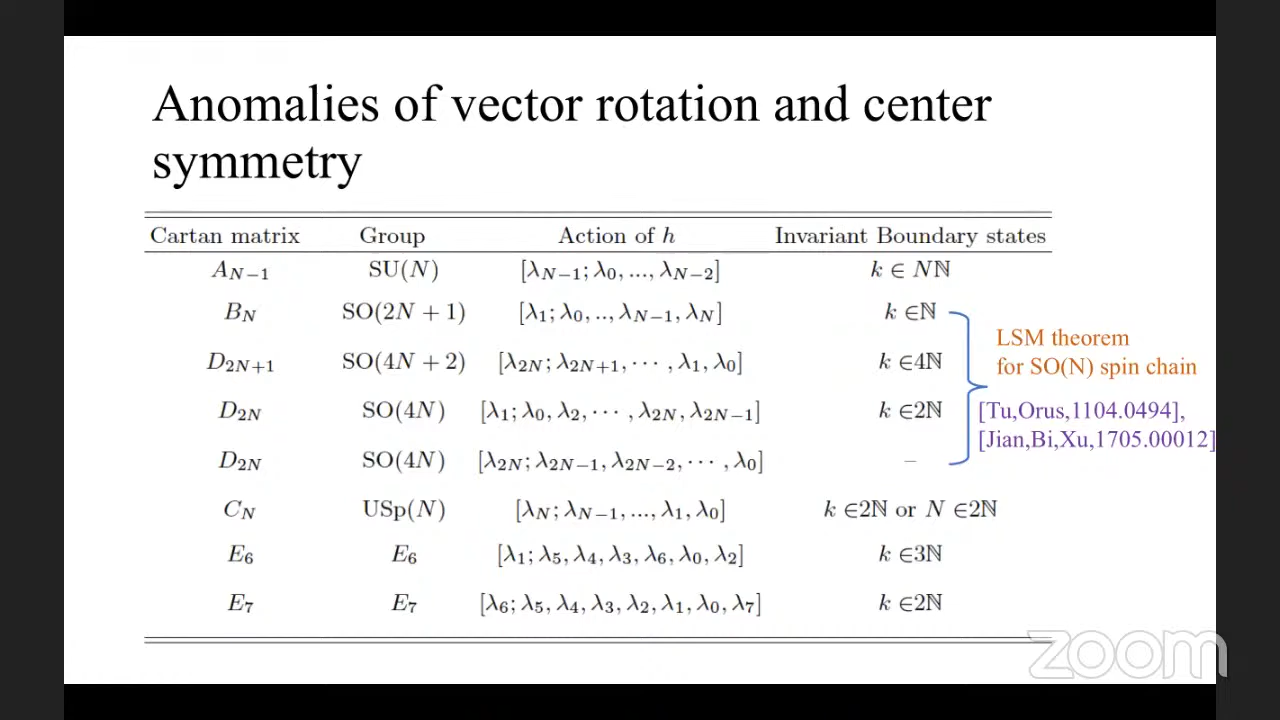 Anomalies of vector rotation and center
symmetry
Cartan matrix Group Action of h Invariant Boundary states
A_{N−1} SU(N) [λ_{N−1}; λ_0, ..., λ_{N−2}] k ∈ Nℕ
B_N SO(2N + 1) [λ_1; λ_0, .., λ_{N−1}, λ_N] k ∈ℕ
LSM theorem
for SO(N) spin chain
D_{2N+1} SO(4N + 2) [λ_{2N}; λ_{2N+1}, ⋯ , λ_1, λ_0] k ∈4ℕ
D_{2N} SO(4N) [λ_1; λ_0, λ_2, ⋯ , λ_{2N}, λ_{2N−1}] k ∈2ℕ
[Tu,Orus,1104.0494],
[Jian,Bi,Xu,1705.00012]
D_{2N} SO(4N) [λ_{2N}; λ_{2N−1}, λ_{2N−2}, ⋯ , λ_0] –
C_N USp(N) [λ_N; λ_{N−1}, ..., λ_1, λ_0] k ∈2ℕ or N ∈2ℕ
E_6 E_6 [λ_1; λ_5, λ_4, λ_3, λ_6, λ_0, λ_2] k ∈3ℕ
E_7 E_7 [λ_6; λ_5, λ_4, λ_3, λ_2, λ_1, λ_0, λ_7] k ∈2ℕ
zoom